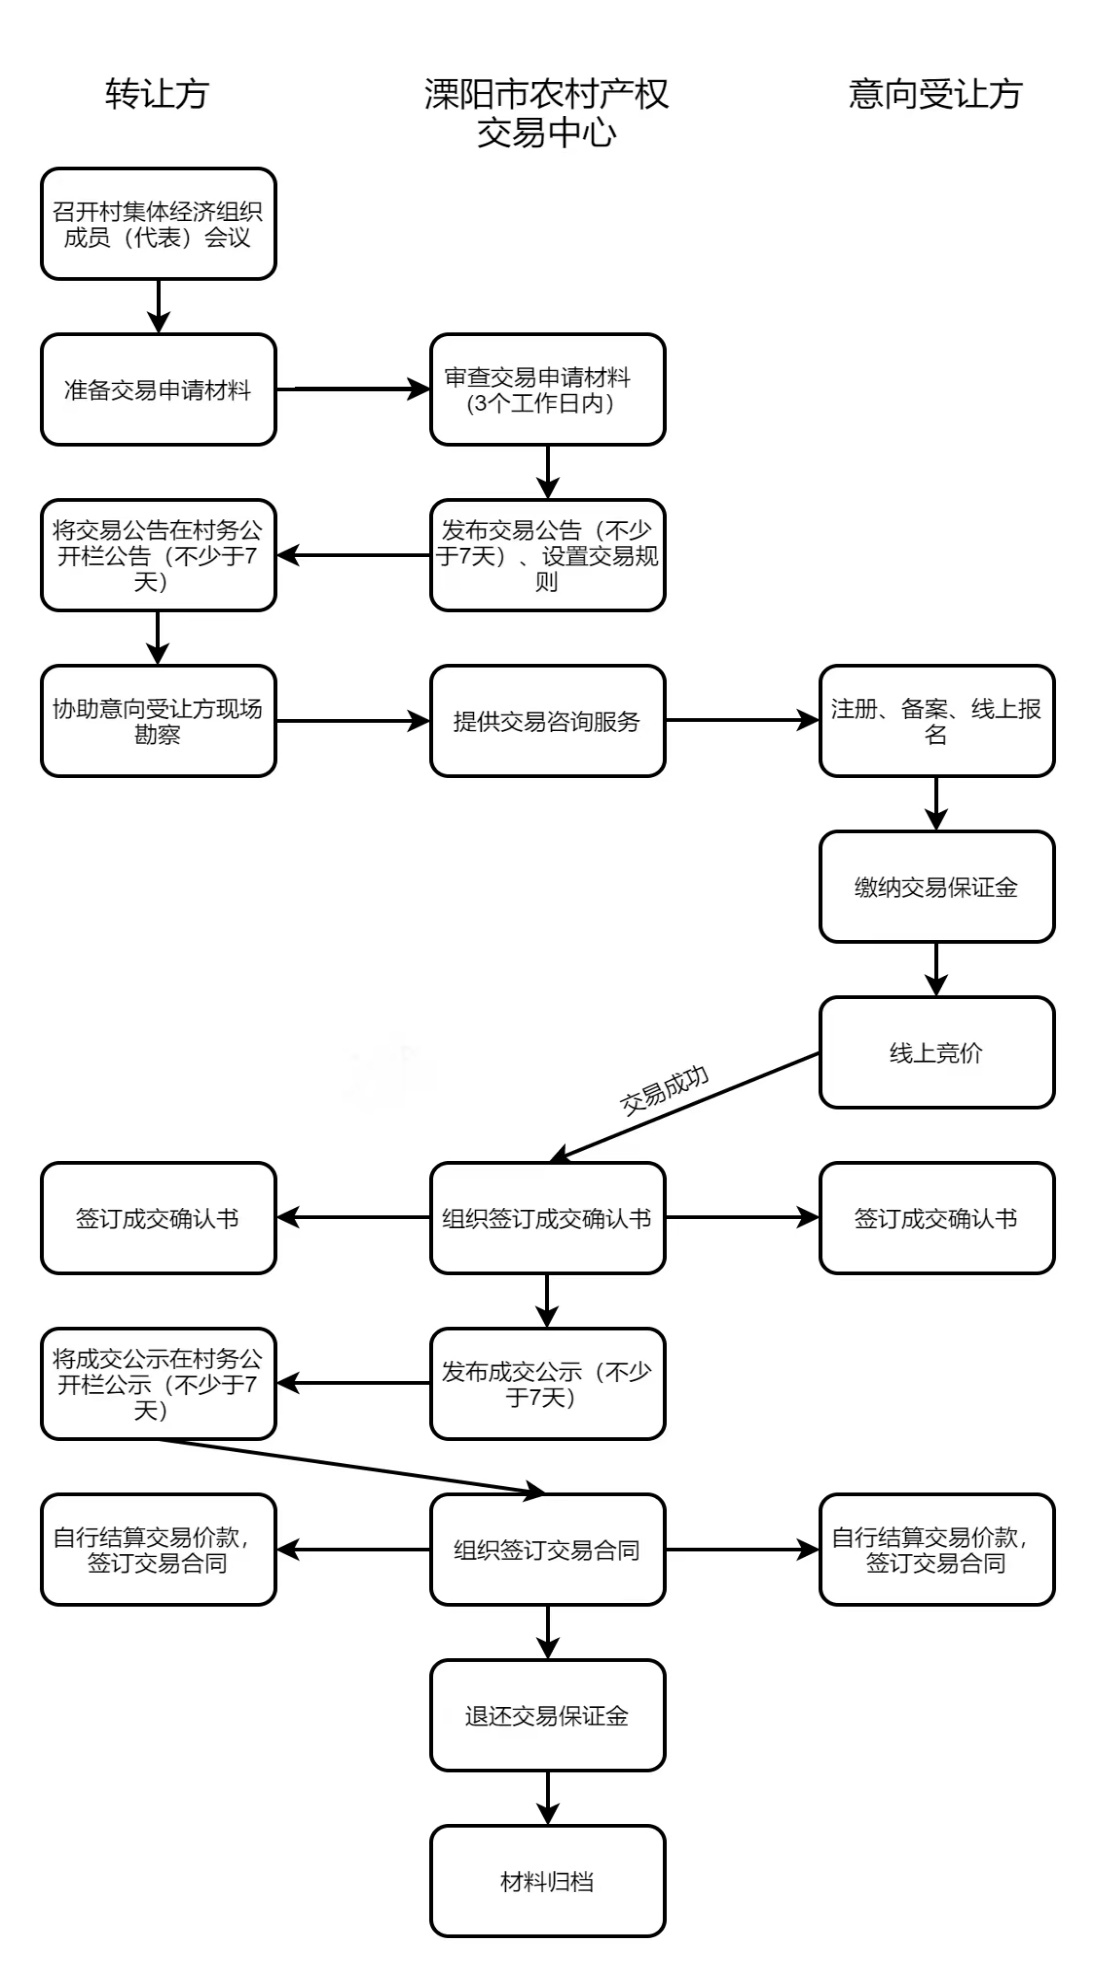 转让方
溧阳市农村产权
交易中心
意向受让方
召开村集体经济组织
成员（代表）会议
准备交易申请材料
审查交易申请材料
(3个工作日内）
将交易公告在村务公
开栏公告（不少于7
天）
发布交易公告（不少
于7天）、设置交易规
则
协助意向受让方现场
勘察
提供交易咨询服务
注册、备案、线上报
名
缴纳交易保证金
线上竞价
交易成功
签订成交确认书
组织签订成交确认书
签订成交确认书
将成交公示在村务公
开栏公示（不少于7
天）
发布成交公示（不少
于7天）
自行结算交易价款，
签订交易合同
组织签订交易合同
自行结算交易价款，
签订交易合同
退还交易保证金
材料归档